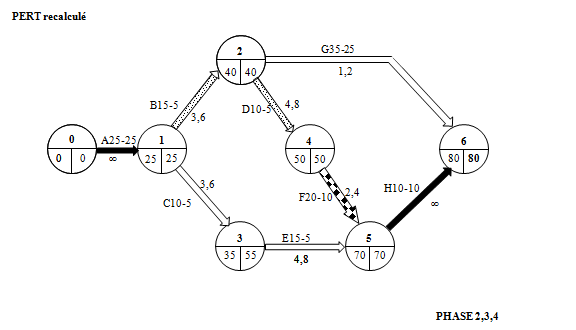 PERT recalculé
G35-25
2
1,2
40 40
B15-5
3,6
D10-5
4,8
0
A25-25
1
4
6
0 0
∞
25 25
50 50
80 80
3,6
C10-5
F20-10
2,4
H10-10
∞
3
E15-5
5
35 55
4,8
70 70
PHASE 2,3,4